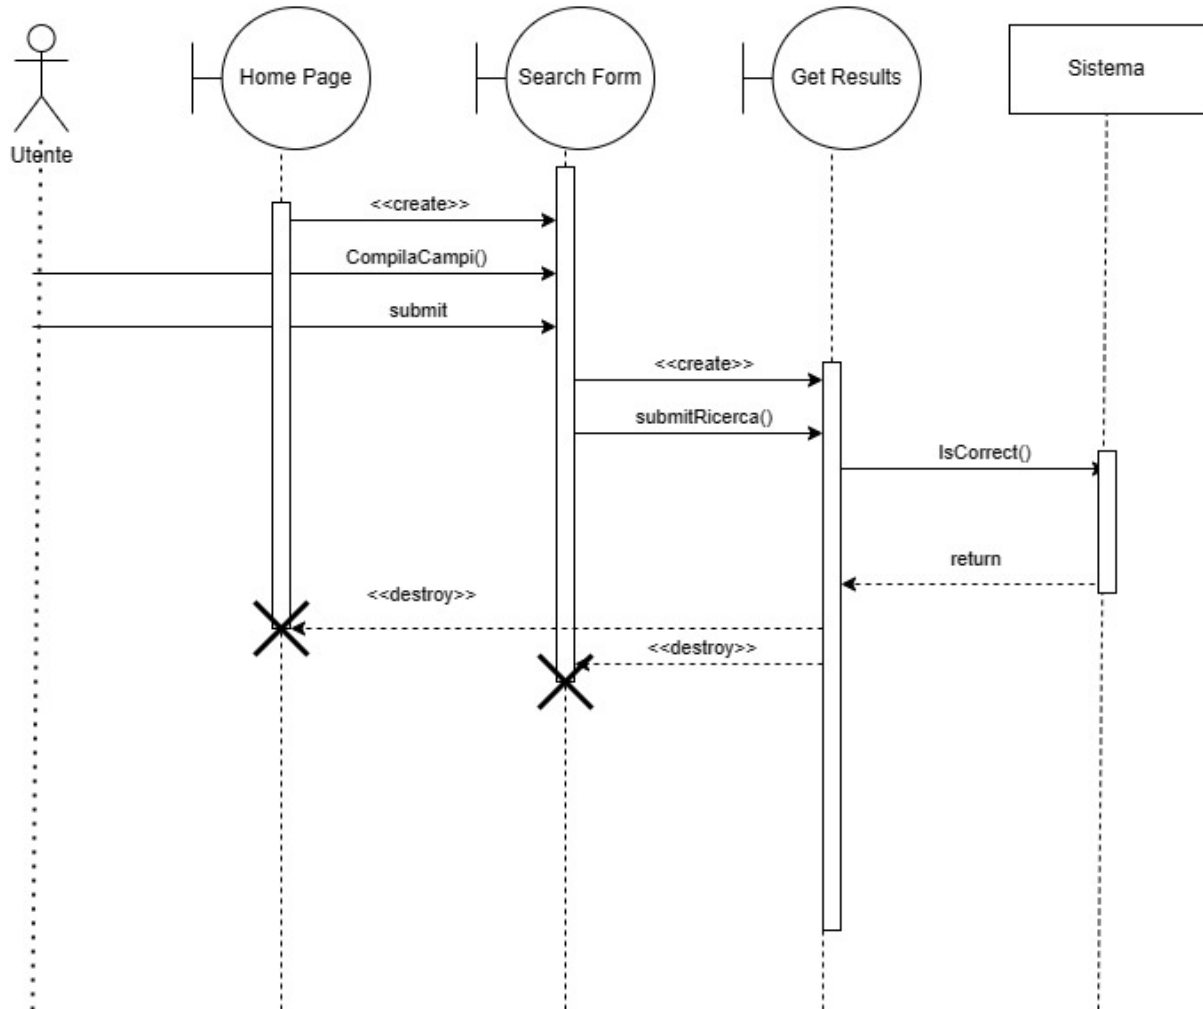 Home Page
Search Form
Get Results
Sistema
Utente
<<create>>
CompilaCampi()
submit
<<create>>
submitRicerca()
IsCorrect()
return
<<destroy>>
<<destroy>>